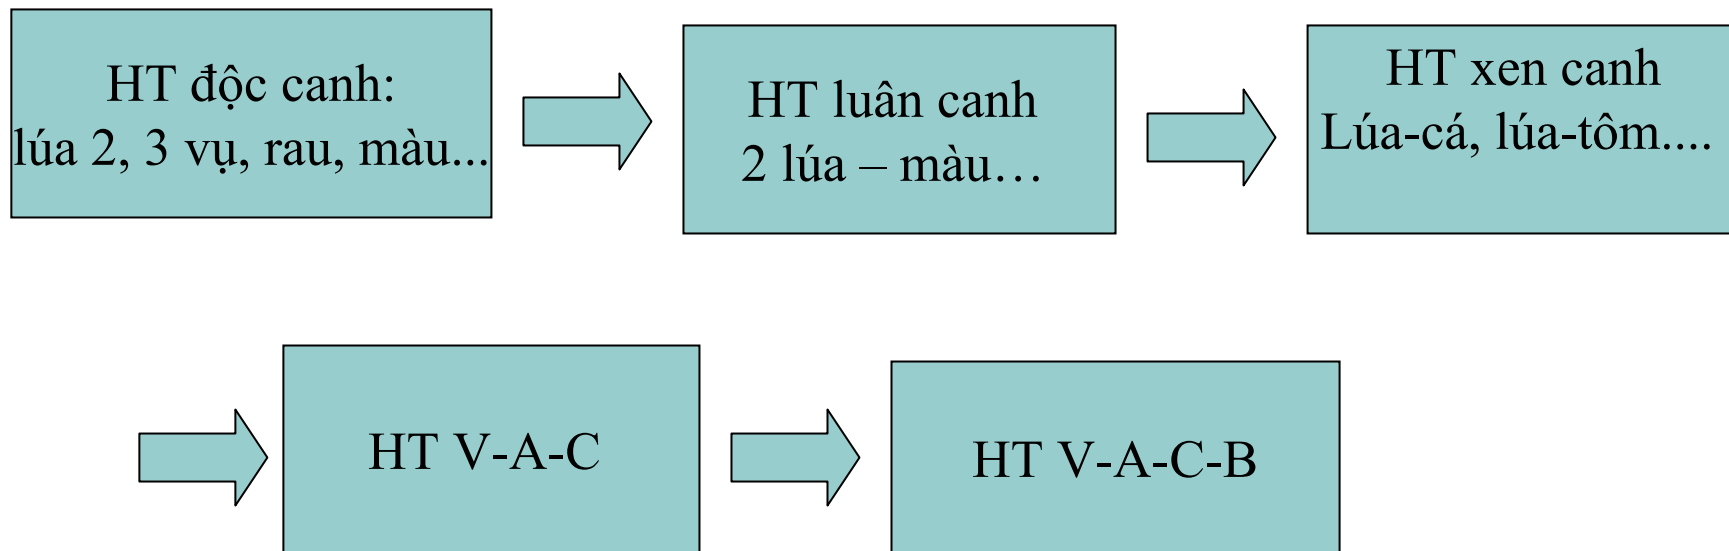 HT độc canh:
lúa 2, 3 vụ, rau, màu...
HT luân canh
2 lúa – màu…
HT xen canh
Lúa-cá, lúa-tôm....
HT V-A-C
HT V-A-C-B